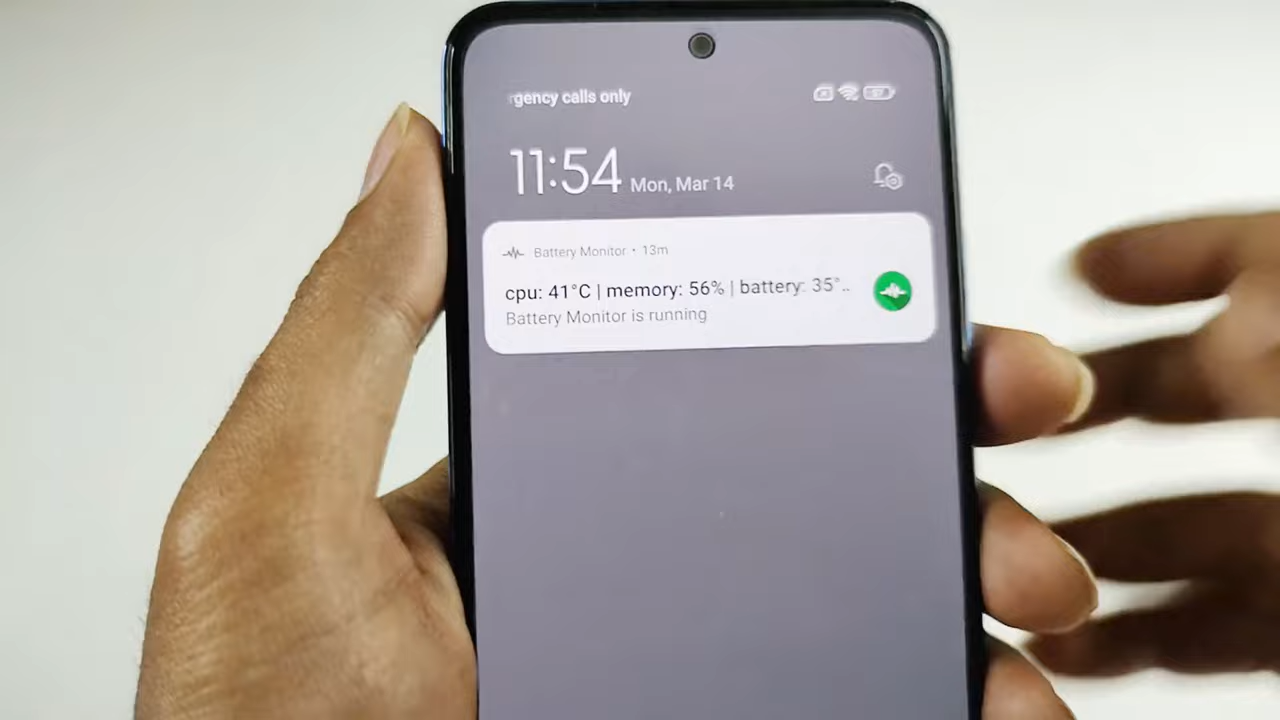 rgency calls only
11:54 Mon, Mar 14
Battery Monitor • 13m
cpu: 41°C | memory: 56% | battery: 35°..
Battery Monitor is running